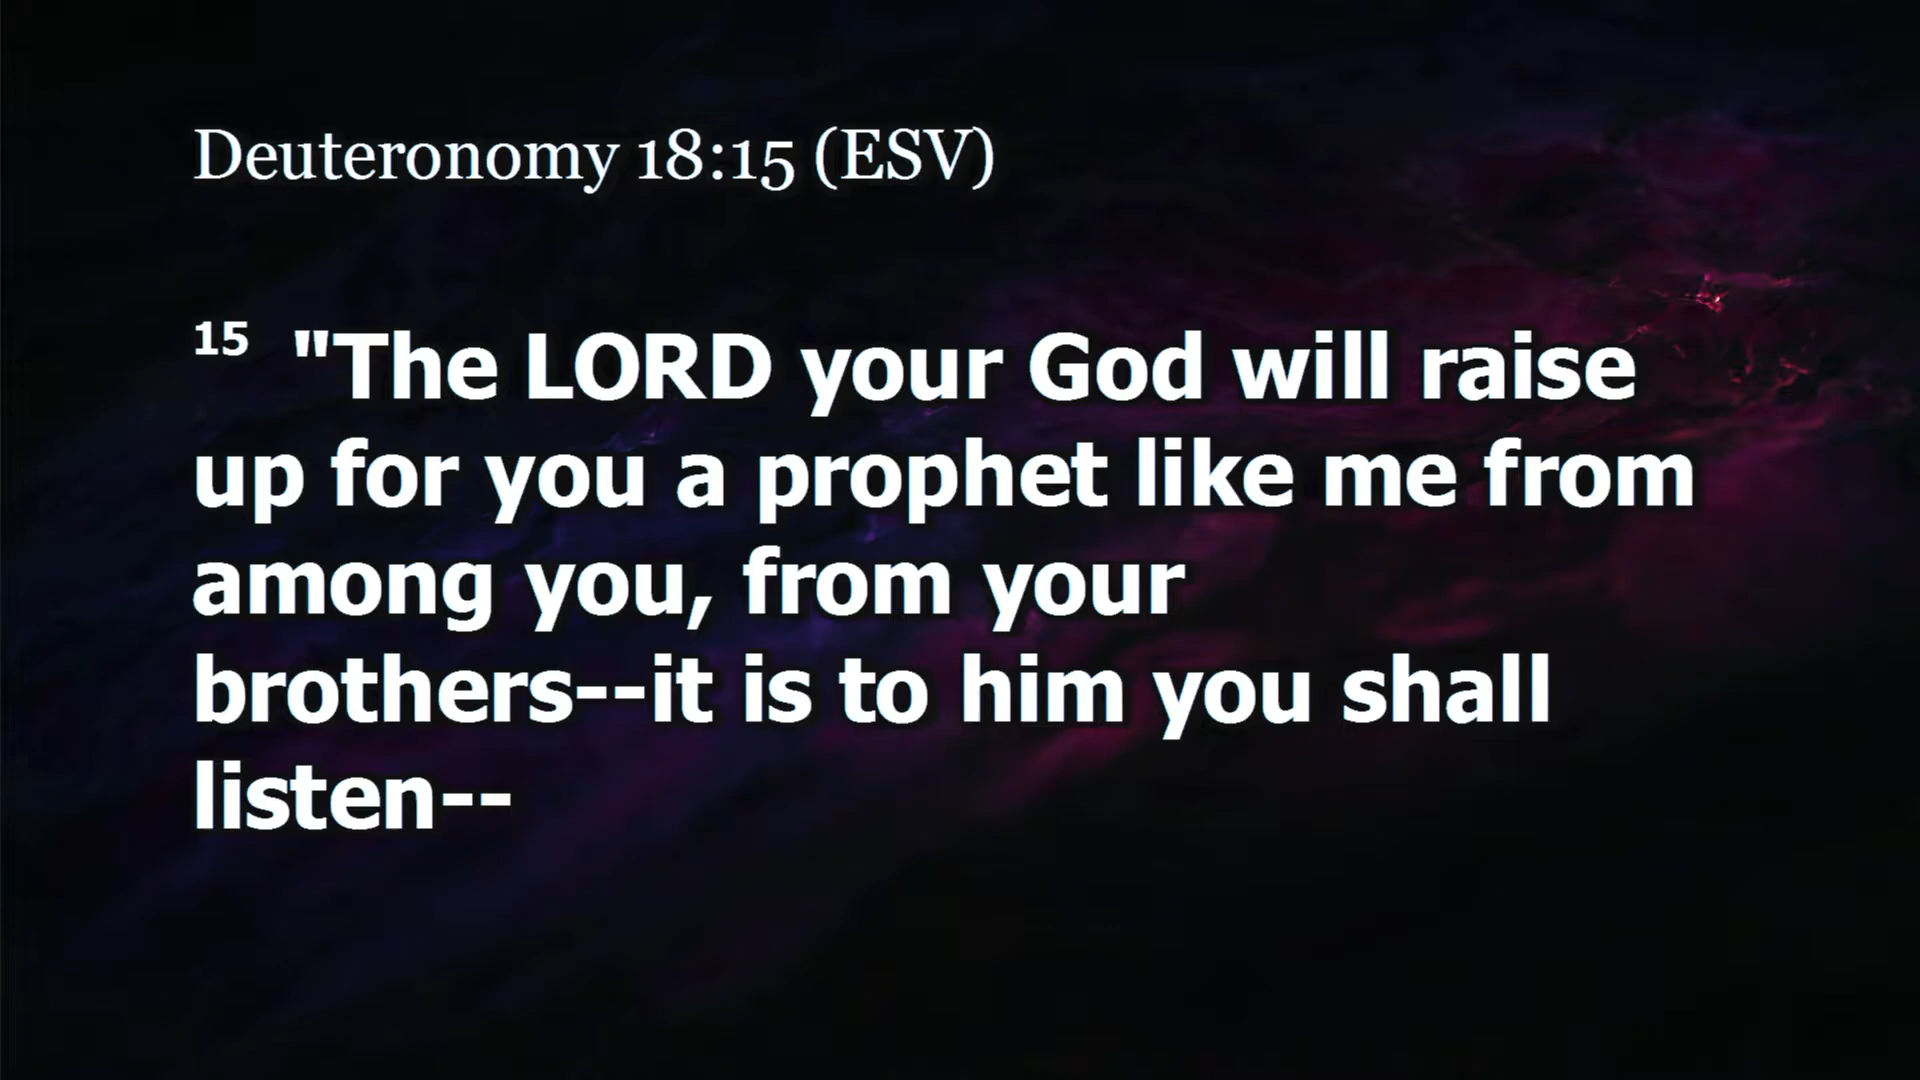 Deuteronomy 18:15 (ESV)
15 "The LORD your God will raise
up for you a prophet like me from
among you, from your
brothers--it is to him you shall
listen--